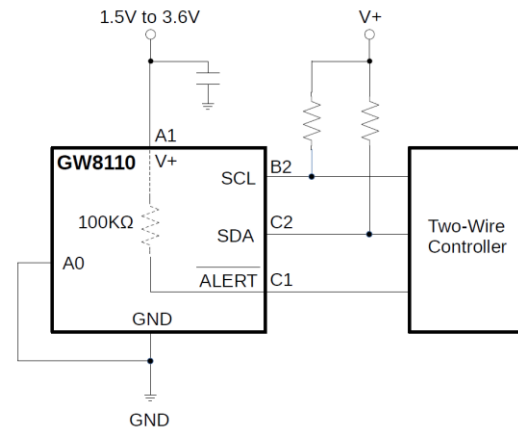 1.5V to 3.6V
V+
A1
GW8110
V+
SCL
B2
100KΩ
SDA
C2
Two-Wire
Controller
A0
ALERT
C1
GND
GND